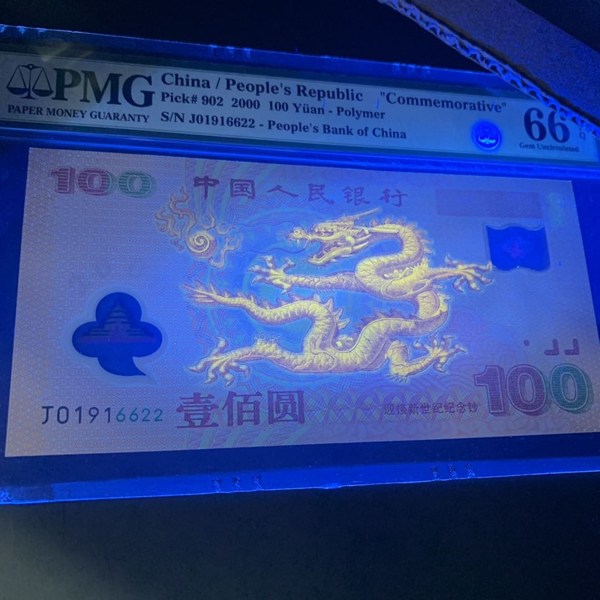 PMG
PAPER MONEY GUARANTY
China / People's Republic "Commemorative"
Pick# 902 2000 100 Yüan - Polymer
S/N J01916622 - People's Bank of China
66
Gem Uncirculated
100
中国人民银行
J01916622
壹佰圆
迎接新世纪纪念钞
100